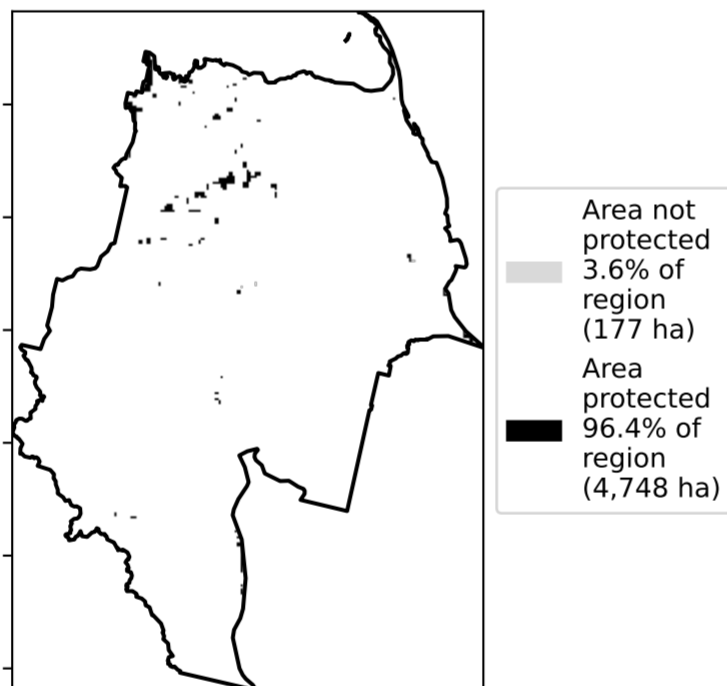 Area not
protected
3.6% of
region
(177 ha)
Area
protected
96.4% of
region
(4,748 ha)